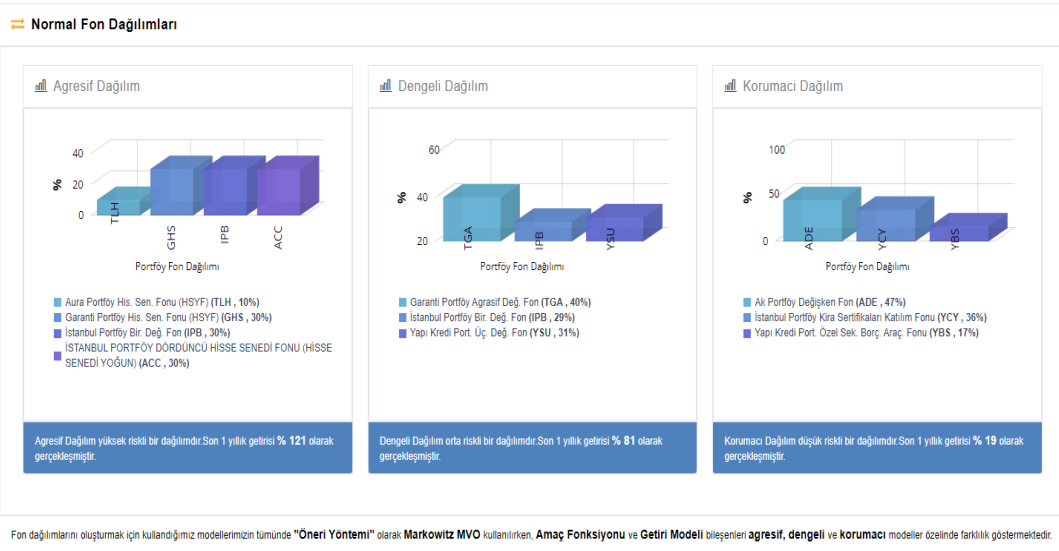 Normal Fon Dağılımları
Agresif Dağılım
40
20
0
%
TLH
GHS
IPB
ACC
Portföy Fon Dağılımı
Aura Portföy His. Sen. Fonu (HSYF) (TLH , 10%)
Garanti Portföy His. Sen. Fonu (HSYF) (GHS , 30%)
İstanbul Portföy Bir. Değ. Fon (IPB , 30%)
İSTANBUL PORTFÖY DÖRDÜNCÜ HİSSE SENEDİ FONU (HİSSE
SENEDİ YOĞUN) (ACC , 30%)
Agresif Dağılım yüksek riskli bir dağılımdır.Son 1 yıllık getirisi % 121 olarak
gerçekleşmiştir.
Dengeli Dağılım
60
40
20
%
TGA
IPB
YSU
Portföy Fon Dağılımı
Garanti Portföy Agrasif Değ. Fon (TGA , 40%)
İstanbul Portföy Bir. Değ. Fon (IPB , 29%)
Yapı Kredi Port. Üç. Değ. Fon (YSU , 31%)
Dengeli Dağılım orta riskli bir dağılımdır.Son 1 yıllık getirisi % 81 olarak
gerçekleşmiştir.
Korumaci Dağılım
100
50
0
%
ADE
YCY
YBS
Portföy Fon Dağılımı
Ak Portföy Değişken Fon (ADE , 47%)
İstanbul Portföy Kira Sertifikaları Katılım Fonu (YCY , 36%)
Yapı Kredi Port. Özel Sek. Borç. Araç. Fonu (YBS , 17%)
Korumacı Dağılım düşük riskli bir dağılımdır.Son 1 yıllık getirisi % 19 olarak
gerçekleşmiştir.
Fon dağılımlarını oluşturmak için kullandığımız modellerimizin tümünde "Öneri Yöntemi" olarak Markowitz MVO kullanılırken, Amaç Fonksiyonu ve Getiri Modeli bileşenleri agresif, dengeli ve korumacı modeller özelinde farklılık göstermektedir.